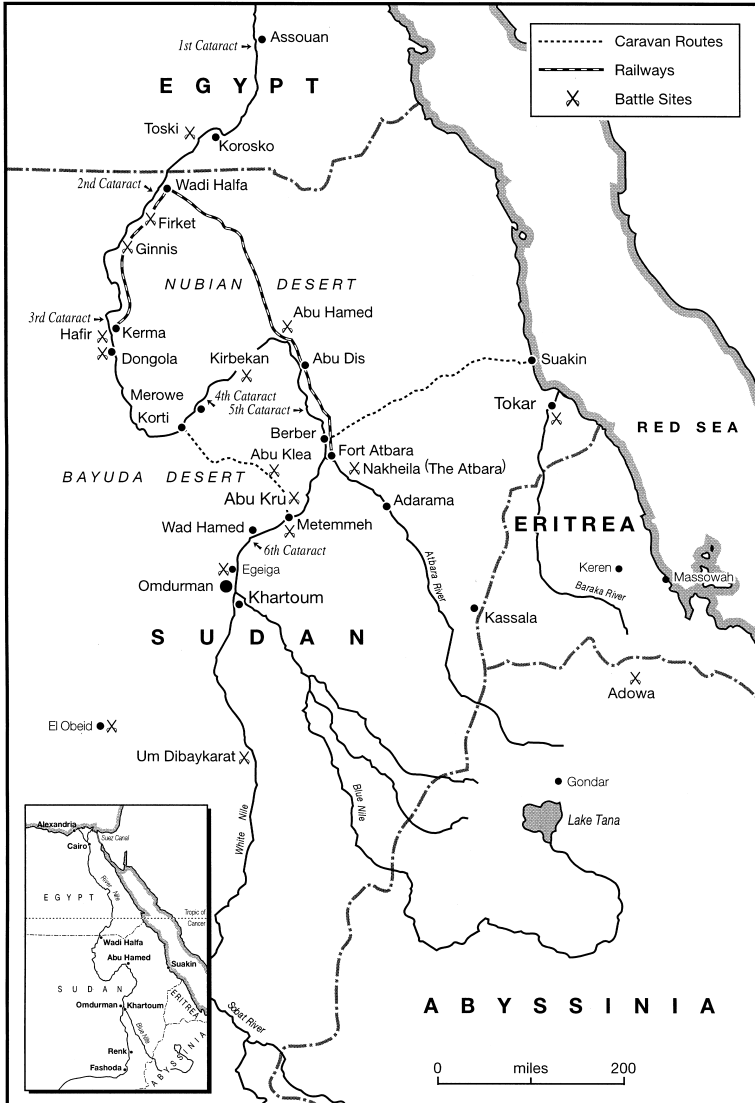 1st Cataract
Assouan
Caravan Routes
Railways
Battle Sites
EGYPT
Toski
Korosko
2nd Cataract
Wadi Halfa
Firket
Ginnis
NUBIAN DESERT
3rd Cataract
Abu Hamed
Hafir
Kerma
Dongola
Kirbekan
Abu Dis
Suakin
Merowe
4th Cataract
5th Cataract
Korti
Tokar
RED SEA
Berber
Fort Atbara
Abu Klea
Nakheila (The Atbara)
BAYUDA DESERT
Abu Kru
Adarama
Metemmeh
Wad Hamed
6th Cataract
ERITREA
Egeiga
Atbara River
Keren
Massowah
Omdurman
Baraka River
Khartoum
Kassala
SUDAN
Adowa
El Obeid
Um Dibaykarat
Gondar
Blue Nile
White Nile
Lake Tana
Sobat River
ABYSSINIA
0 miles 200
Alexandria
Suez Canal
Cairo
River Nile
EGYPT
Tropic of
Cancer
Wadi Halfa
Abu Hamed
Suakin
SUDAN
ERITREA
Omdurman
Khartoum
Blue Nile
Renk
ABYSSINIA
Fashoda